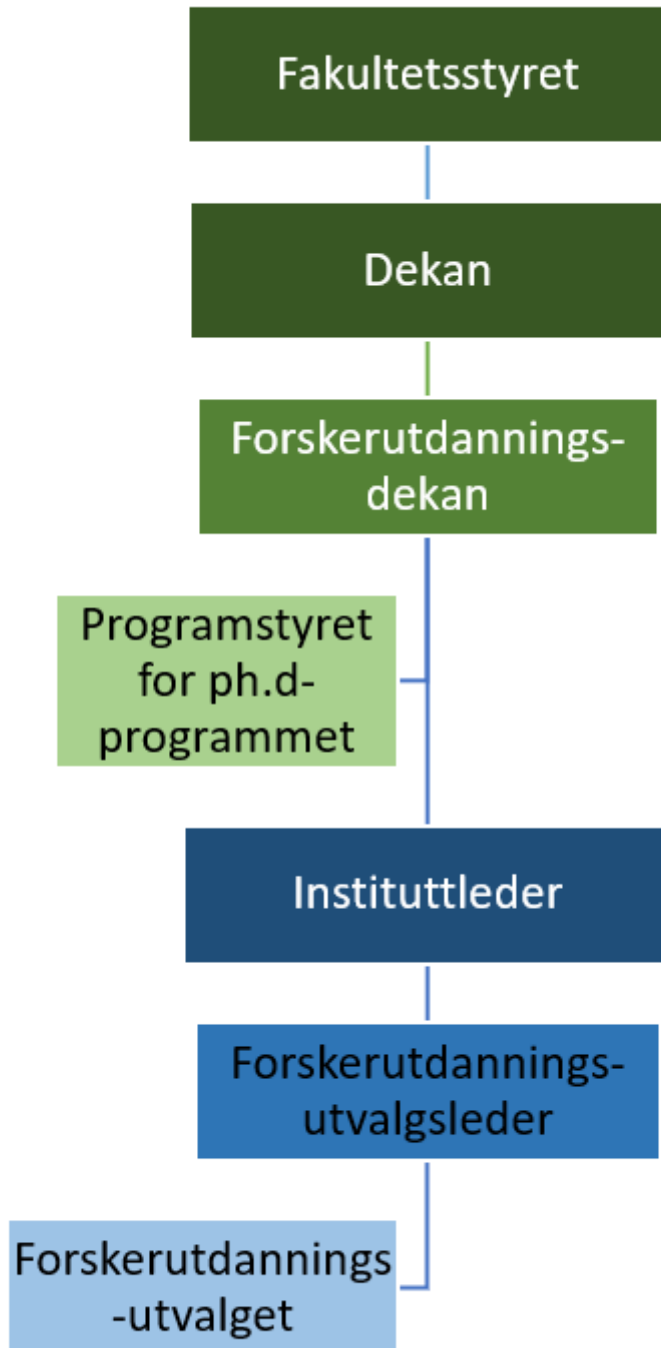 Fakultetsstyret
Dekan
Forskerutdannings-
dekan
Programstyret
for ph.d-
programmet
Instituttleder
Forskerutdannings-
utvalgsleder
Forskerutdannings
-utvalget